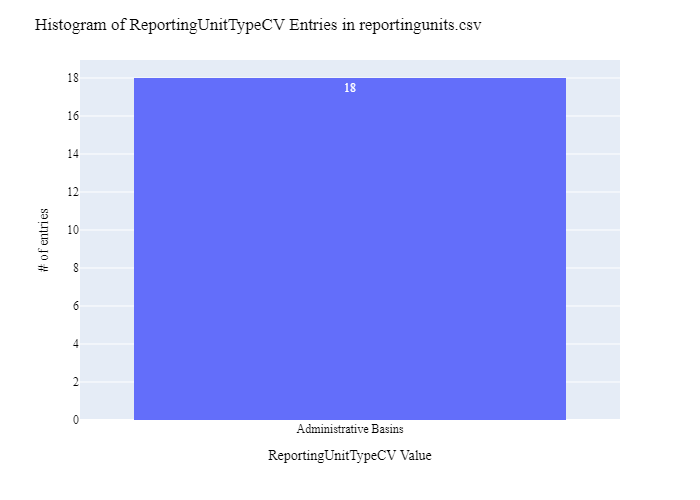 Histogram of ReportingUnitTypeCV Entries in reportingunits.csv
18
18
16
14
12
10
8
6
4
2
0
# of entries
Administrative Basins
ReportingUnitTypeCV Value